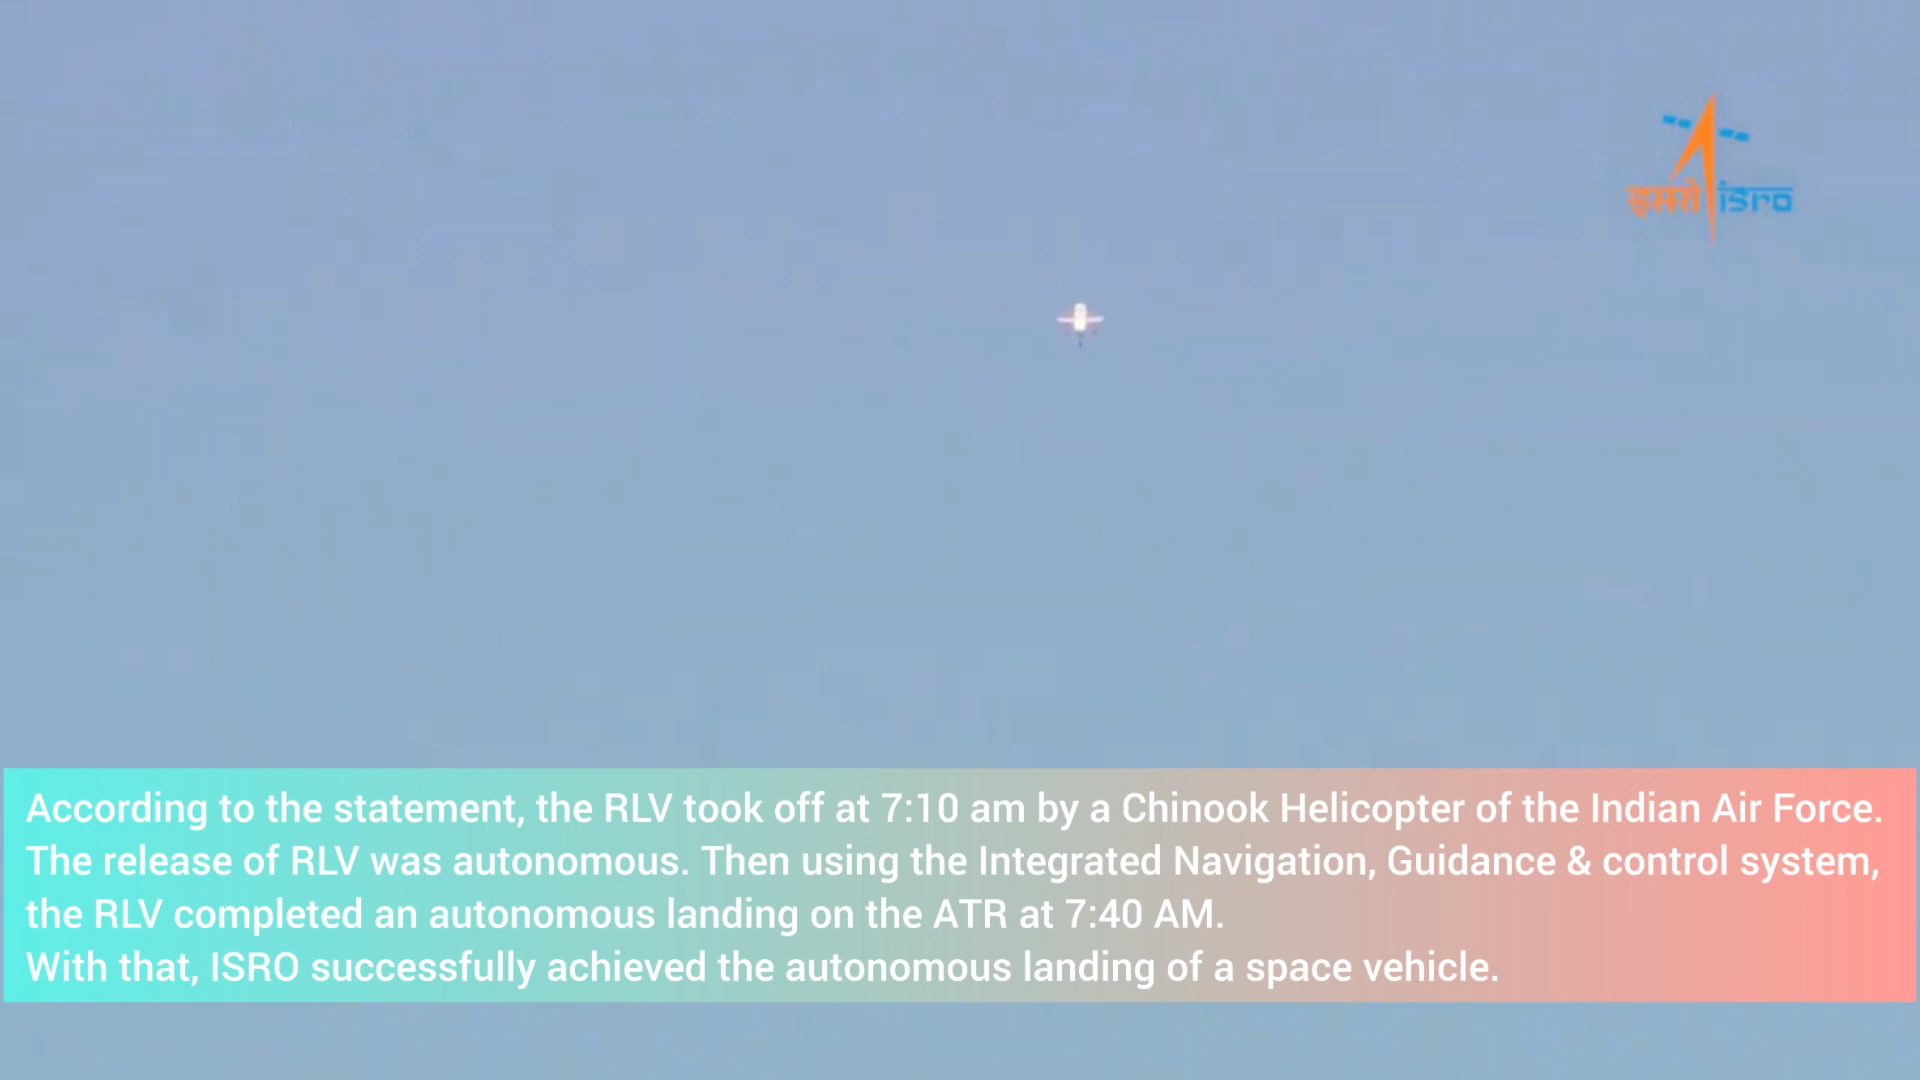 इसरो isro
According to the statement, the RLV took off at 7:10 am by a Chinook Helicopter of the Indian Air Force.
The release of RLV was autonomous. Then using the Integrated Navigation, Guidance & control system,
the RLV completed an autonomous landing on the ATR at 7:40 AM.
With that, ISRO successfully achieved the autonomous landing of a space vehicle.